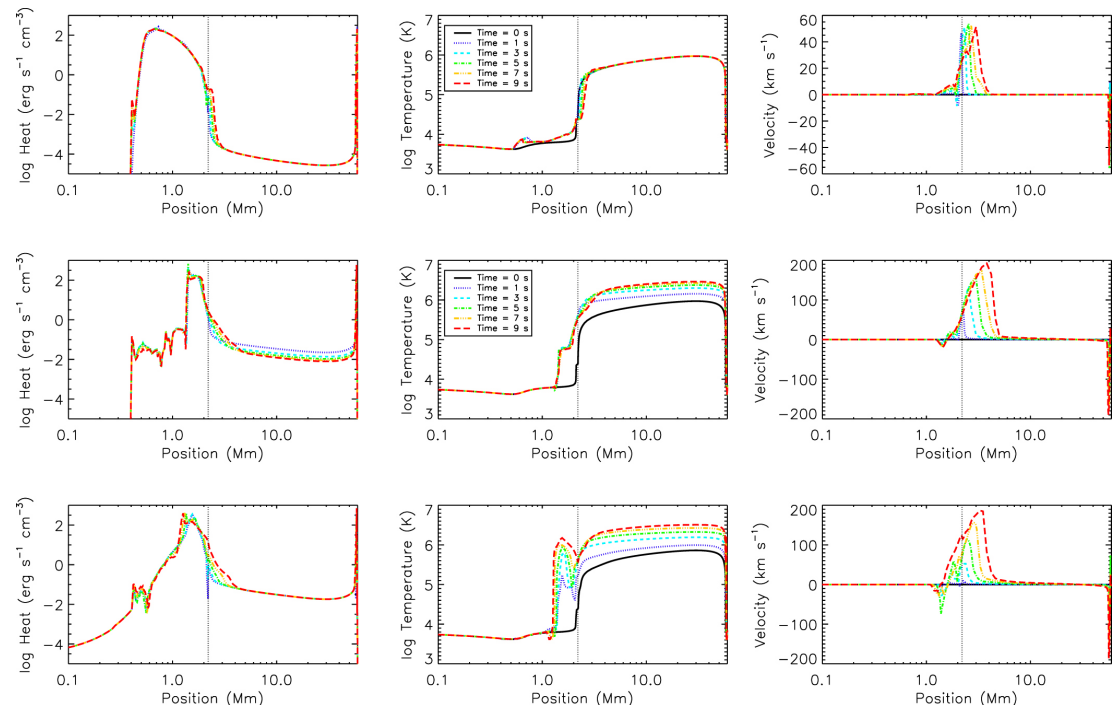 log Heat (erg s⁻¹ cm⁻³)
2
0
−2
−4
0.1 1.0 10.0
Position (Mm)
log Temperature (K)
7
6
5
4
3
Time = 0 s
Time = 1 s
Time = 3 s
Time = 5 s
Time = 7 s
Time = 9 s
0.1 1.0 10.0
Position (Mm)
Velocity (km s⁻¹)
60
40
20
0
−20
−40
−60
0.1 1.0 10.0
Position (Mm)
log Heat (erg s⁻¹ cm⁻³)
2
0
−2
−4
0.1 1.0 10.0
Position (Mm)
log Temperature (K)
7
6
5
4
3
Time = 0 s
Time = 1 s
Time = 3 s
Time = 5 s
Time = 7 s
Time = 9 s
0.1 1.0 10.0
Position (Mm)
Velocity (km s⁻¹)
200
100
0
−100
−200
0.1 1.0 10.0
Position (Mm)
log Heat (erg s⁻¹ cm⁻³)
2
0
−2
−4
0.1 1.0 10.0
Position (Mm)
log Temperature (K)
7
6
5
4
3
0.1 1.0 10.0
Position (Mm)
Velocity (km s⁻¹)
200
100
0
−100
−200
0.1 1.0 10.0
Position (Mm)